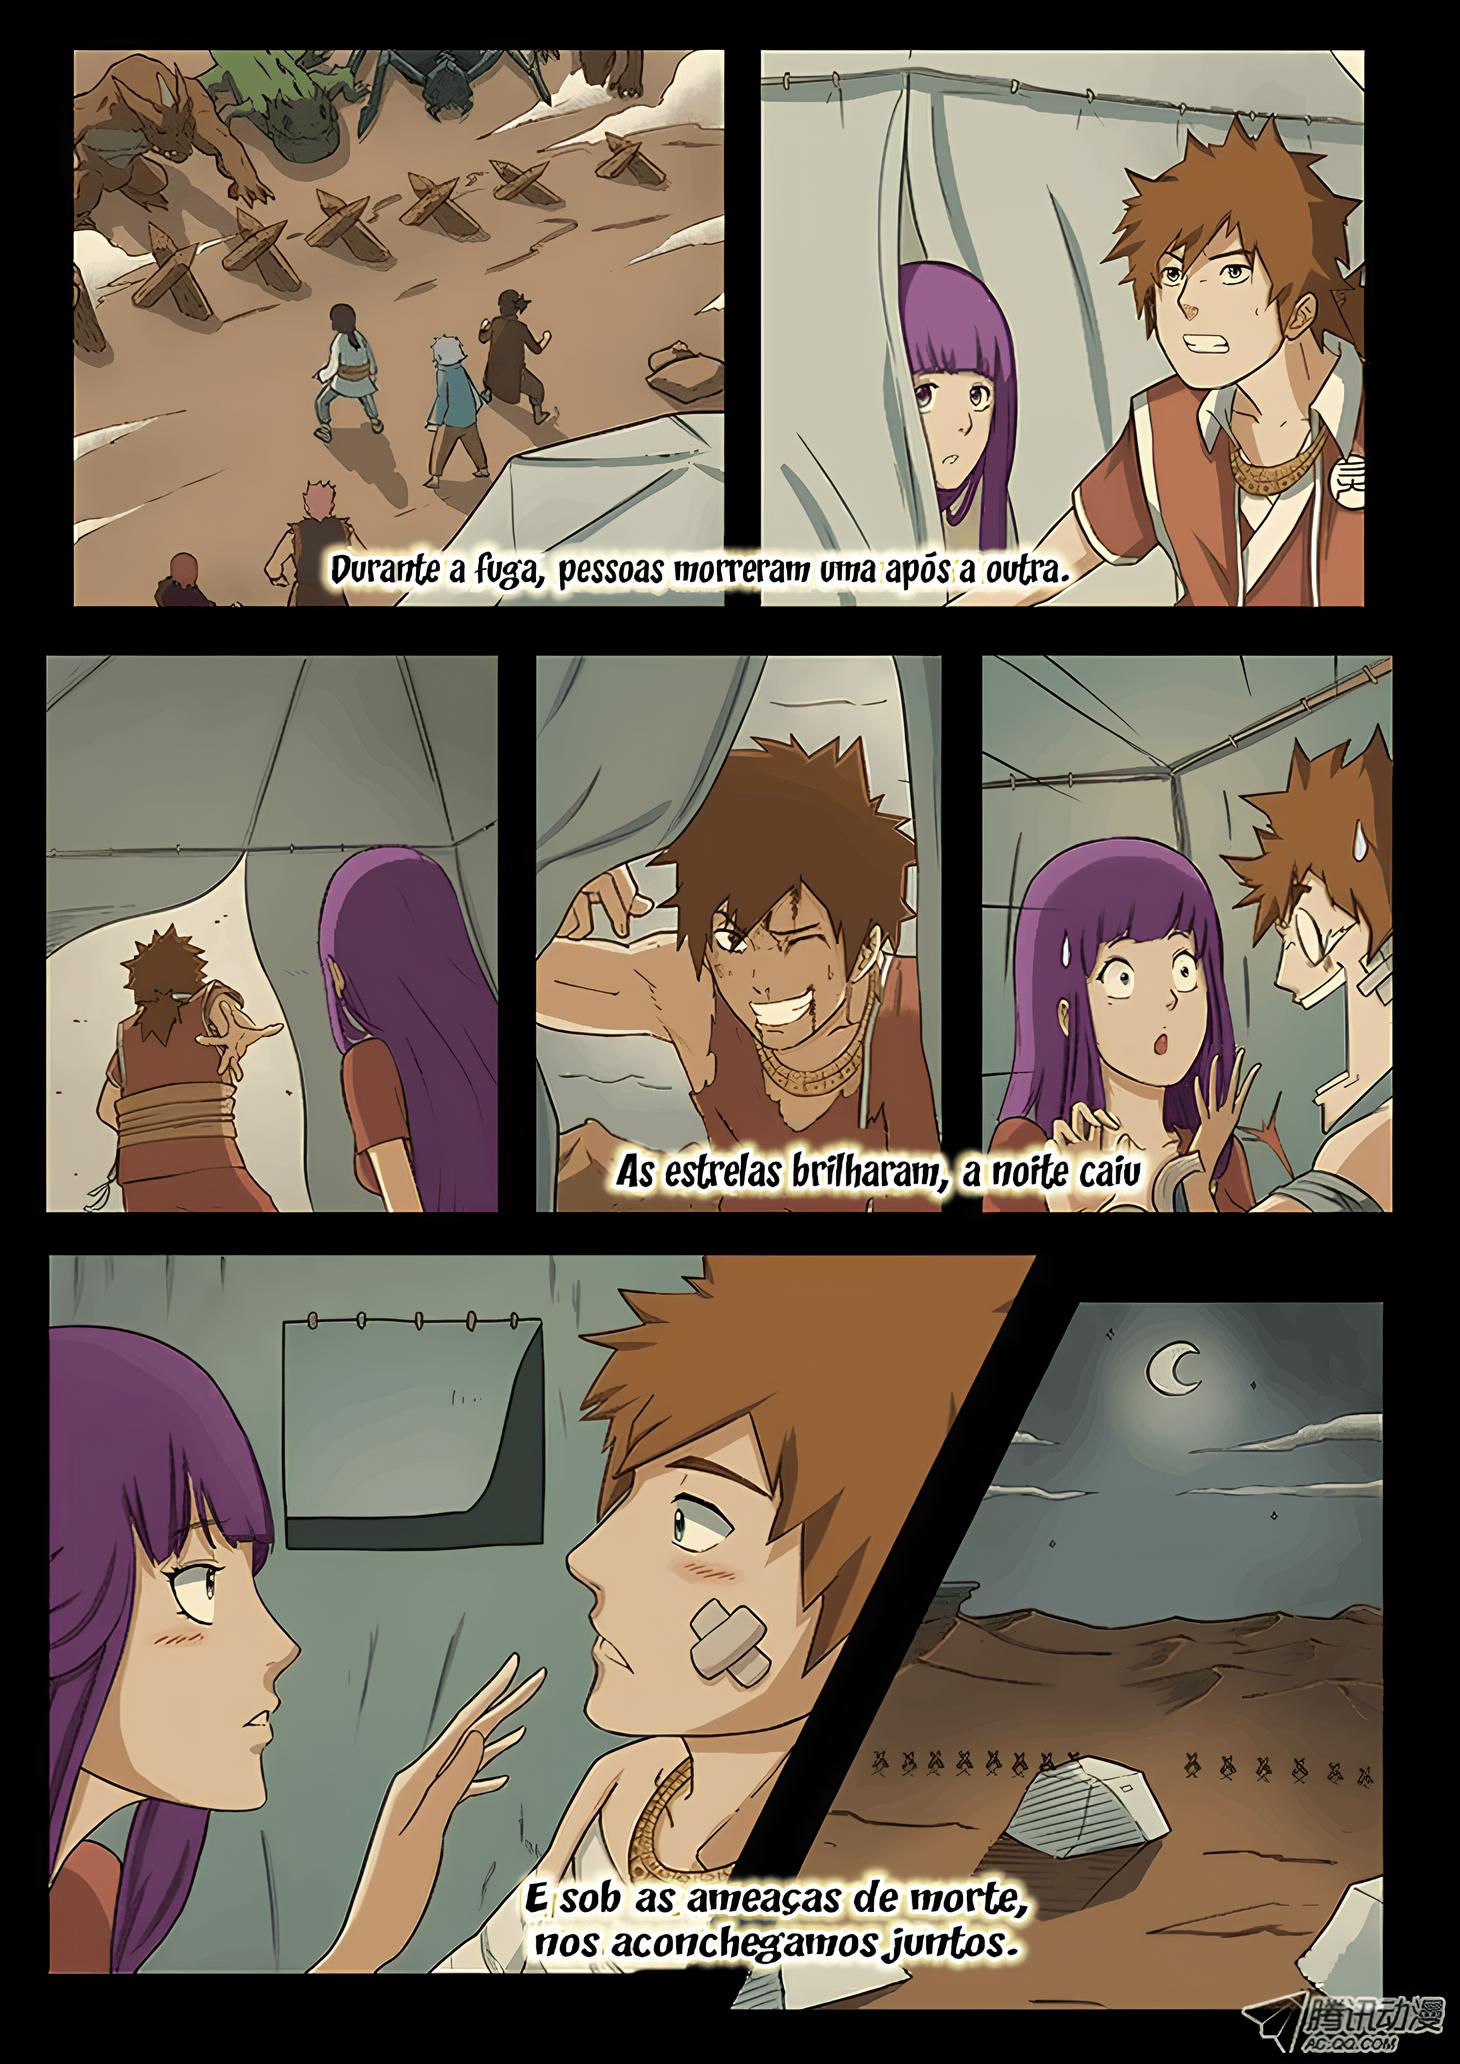 Durante a fuga, pessoas morreram uma após a outra.
As estrelas brilharam, a noite caiu
E sob as ameaças de morte,
nos aconchegamos juntos.
腾讯动漫
AC.QQ.COM